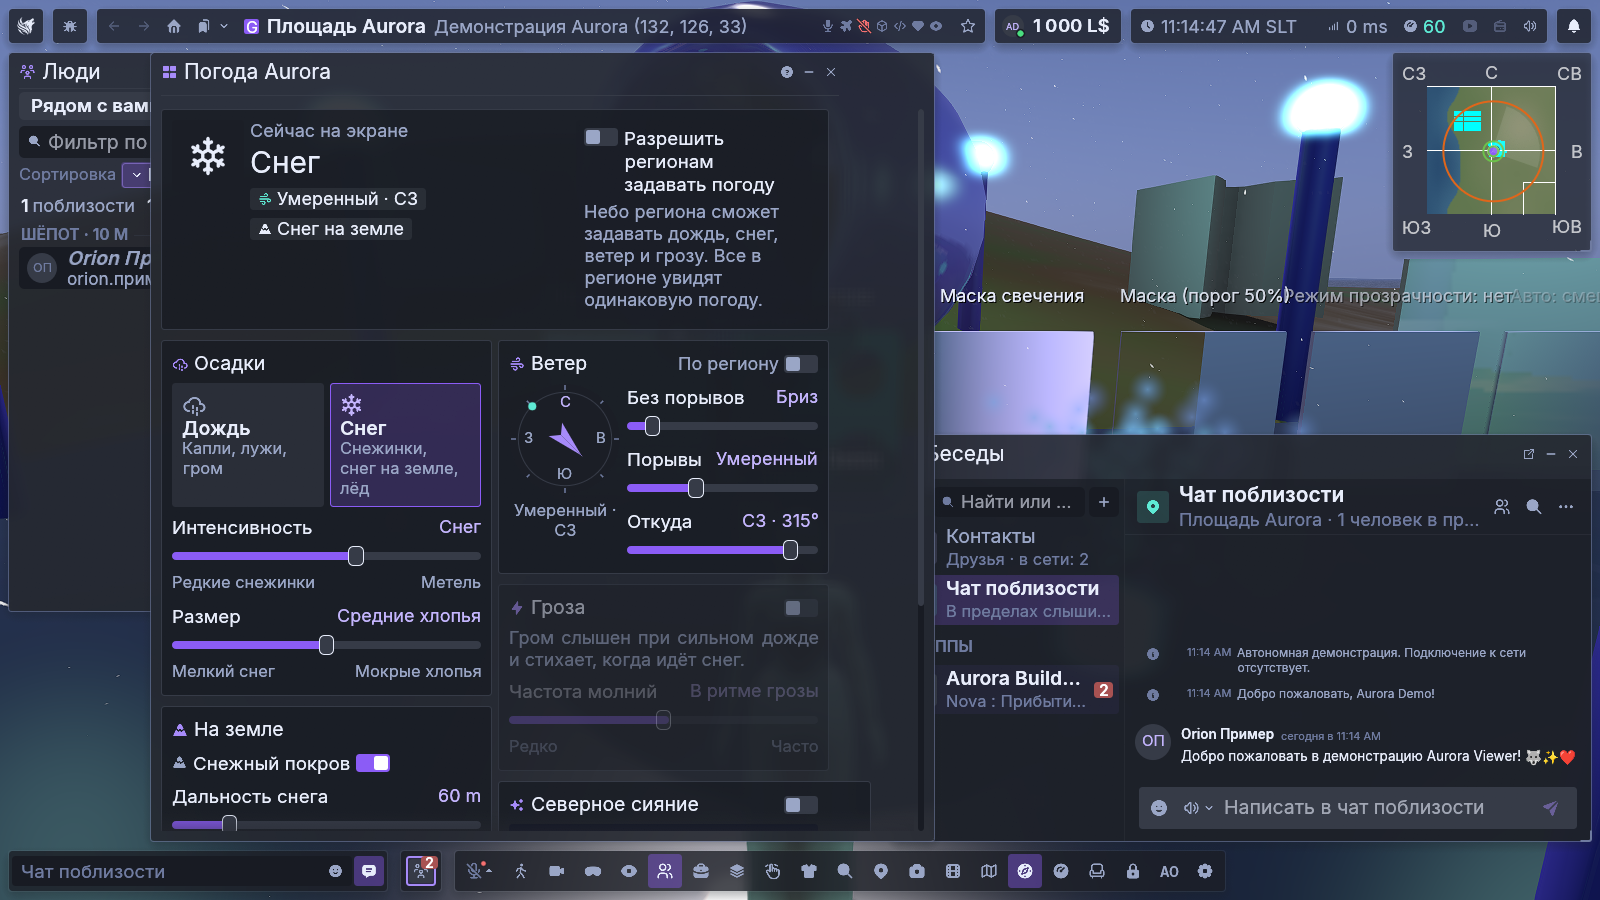 Площадь Aurora Демонстрация Aurora (132, 126, 33)
AD 1 000 L$
11:14:47 AM SLT 0 ms 60
Люди
Рядом с вам
Фильтр по
Сортировка
1 поблизости
ШЁПОТ · 10 М
ОП Orion Пр
orion.прим
Погода Aurora
Сейчас на экране
Снег
Умеренный · СЗ
Снег на земле
Разрешить
регионам
задавать погоду
Небо региона сможет
задавать дождь, снег,
ветер и грозу. Все в
регионе увидят
одинаковую погоду.
Осадки
Дождь
Капли, лужи,
гром
Снег
Снежинки,
снег на земле,
лёд
Интенсивность Снег
Редкие снежинки Метель
Размер Средние хлопья
Мелкий снег Мокрые хлопья
На земле
Снежный покров
Дальность снега 60 m
Ветер По региону
С
З В
Ю
Умеренный ·
СЗ
Без порывов Бриз
Порывы Умеренный
Откуда СЗ · 315°
Гроза
Гром слышен при сильном дожде
и стихает, когда идёт снег.
Частота молний В ритме грозы
Редко Часто
Северное сияние
СЗ С СВ
З В
ЮЗ Ю ЮВ
Маска свечения
Маска (порог 50%)
Режим прозрачности: нет
Беседы
Найти или ...
Контакты
Друзья · в сети: 2
Чат поблизости
В пределах слыши...
ППЫ
Aurora Build... 2
Nova : Прибыти...
Чат поблизости
Площадь Aurora · 1 человек в пр...
11:14 AM Автономная демонстрация. Подключение к сети
отсутствует.
11:14 AM Добро пожаловать, Aurora Demo!
ОП Orion Пример сегодня в 11:14 AM
Добро пожаловать в демонстрацию Aurora Viewer! 🐺✨❤️
Написать в чат поблизости
Чат поблизости
2
AO